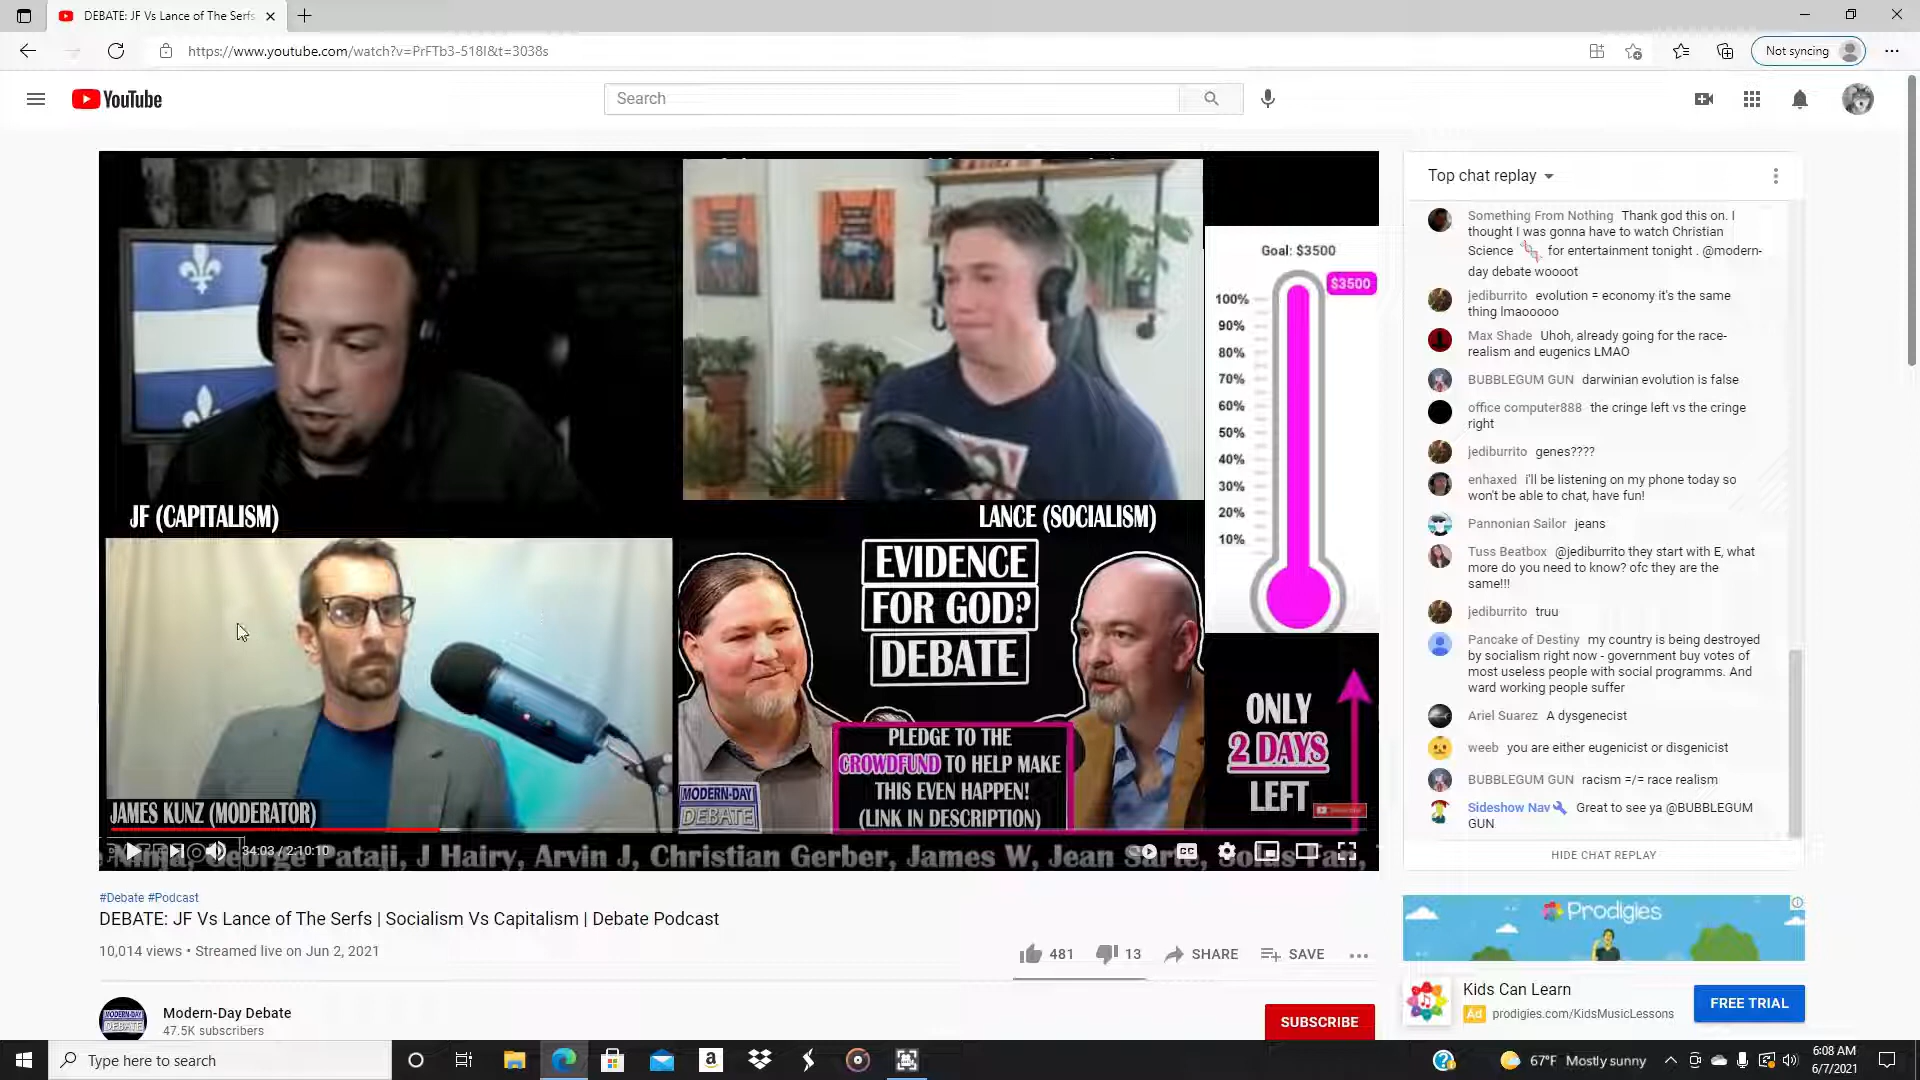 DEBATE: JF Vs Lance of The Serfs
https://www.youtube.com/watch?v=PrFTb3-518I&t=3038s
Not syncing
YouTube
Search
JF (CAPITALISM)
LANCE (SOCIALISM)
Goal: $3500
$3500
100%
90%
80%
70%
60%
50%
40%
30%
20%
10%
JAMES KUNZ (MODERATOR)
EVIDENCE
FOR GOD?
DEBATE
PLEDGE TO THE
CROWDFUND TO HELP MAKE
THIS EVEN HAPPEN!
(LINK IN DESCRIPTION)
MODERN-DAY
DEBATE
ONLY
2 DAYS
LEFT
34:03 / 2:10:10
Pataji, J Hairy, Arvin J, Christian Gerber, James W, Jean
CC
Top chat replay
Something From Nothing Thank god this on. I
thought I was gonna have to watch Christian
Science for entertainment tonight . @modern-
day debate woooot
jediburrito evolution = economy it's the same
thing lmaooooo
Max Shade Uhoh, already going for the race-
realism and eugenics LMAO
BUBBLEGUM GUN darwinian evolution is false
office computer888 the cringe left vs the cringe
right
jediburrito genes????
enhaxed i'll be listening on my phone today so
won't be able to chat, have fun!
Pannonian Sailor jeans
Tuss Beatbox @jediburrito they start with E, what
more do you need to know? ofc they are the
same!!!
jediburrito truu
Pancake of Destiny my country is being destroyed
by socialism right now - government buy votes of
most useless people with social programms. And
ward working people suffer
Ariel Suarez A dysgenecist
weeb you are either eugenicist or disgenicist
BUBBLEGUM GUN racism =/= race realism
Sideshow Nav Great to see ya @BUBBLEGUM
GUN
HIDE CHAT REPLAY
#Debate #Podcast
DEBATE: JF Vs Lance of The Serfs | Socialism Vs Capitalism | Debate Podcast
10,014 views • Streamed live on Jun 2, 2021
481
13
SHARE
SAVE
Modern-Day Debate
47.5K subscribers
MODERN-DAY
DEBATE
SUBSCRIBE
Prodigies
Kids Can Learn
Ad prodigies.com/KidsMusicLessons
FREE TRIAL
Type here to search
67°F Mostly sunny
6:08 AM
6/7/2021